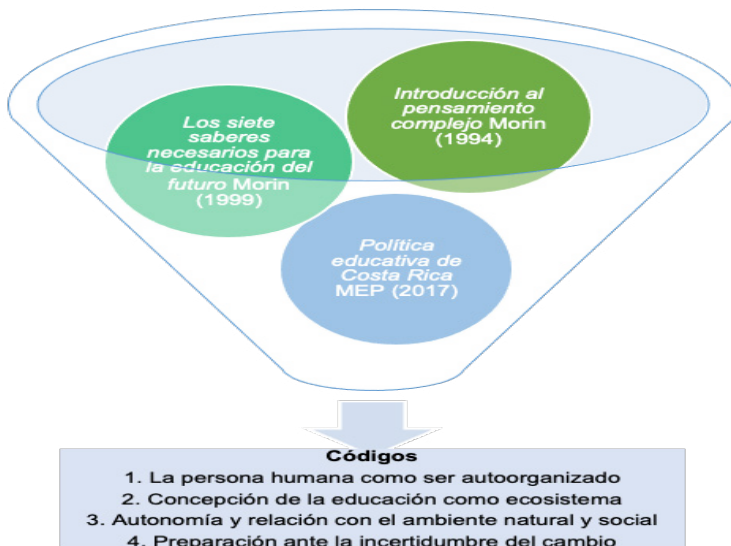 Introducción al
pensamiento
complejo Morin
(1994)
Los siete
saberes
necesarios para
la educación del
futuro Morin
(1999)
Política
educativa de
Costa Rica
MEP (2017)
Códigos
1. La persona humana como ser autoorganizado
2. Concepción de la educación como ecosistema
3. Autonomía y relación con el ambiente natural y social
4. Preparación ante la incertidumbre del cambio